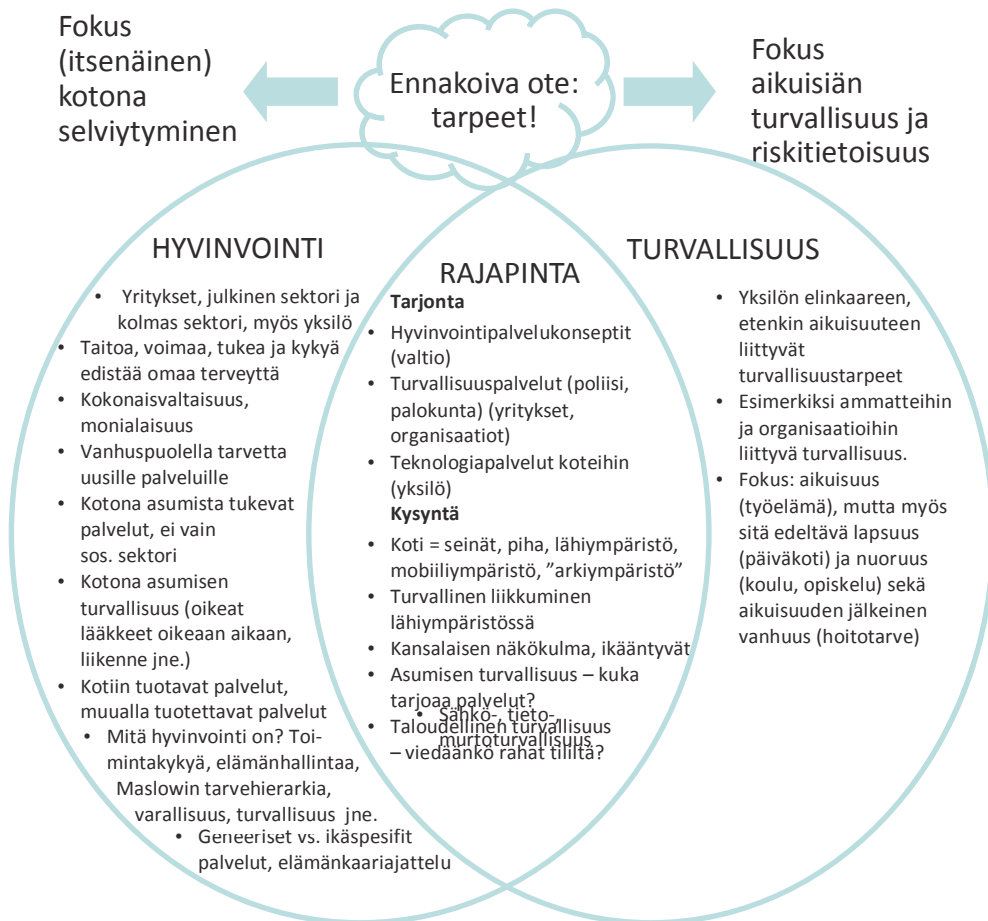 Fokus
(itsenäinen)
kotona
selviytyminen
Ennakoiva ote:
tarpeet!
Fokus
aikuisiän
turvallisuus ja
riskitietoisuus
HYVINVOINTI
• Yritykset, julkinen sektori ja
kolmas sektori, myös yksilö
• Taitoa, voimaa, tukea ja kykyä
edistää omaa terveyttä
• Kokonaisvaltaisuus,
monialaisuus
• Vanhuspuolella tarvetta
uusille palveluille
• Kotona asumista tukevat
palvelut, ei vain
sos. sektori
• Kotona asumisen
turvallisuus (oikeat
lääkkeet oikeaan aikaan,
liikenne jne.)
• Kotiin tuotavat palvelut,
muualla tuotettavat palvelut
• Mitä hyvinvointi on? Toi-
mintakykyä, elämänhallintaa,
Maslowin tarvehierarkia,
varallisuus, turvallisuus jne.
• Geneeriset vs. ikäspesifit
palvelut, elämänkaariajattelu
RAJAPINTA
Tarjonta
• Hyvinvointipalvelukonseptit
(valtio)
• Turvallisuuspalvelut (poliisi,
palokunta) (yritykset,
organisaatiot)
• Teknologiapalvelut koteihin
(yksilö)
Kysyntä
• Koti = seinät, piha, lähiympäristö,
mobiiliympäristö, ”arkiympäristö”
• Turvallinen liikkuminen
lähiympäristössä
• Kansalaisen näkökulma, ikääntyvät
• Asumisen turvallisuus – kuka
tarjoaa palvelut?
• Sähkö-, tieto-,
murtoturvallisuus
• Taloudellinen turvallisuus
– viedäänkö rahat tililtä?
TURVALLISUUS
• Yksilön elinkaareen,
etenkin aikuisuuteen
liittyvät
turvallisuustarpeet
• Esimerkiksi ammatteihin
ja organisaatioihin
liittyvä turvallisuus.
• Fokus: aikuisuus
(työelämä), mutta myös
sitä edeltävä lapsuus
(päiväkoti) ja nuoruus
(koulu, opiskelu) sekä
aikuisuuden jälkeinen
vanhuus (hoitotarve)